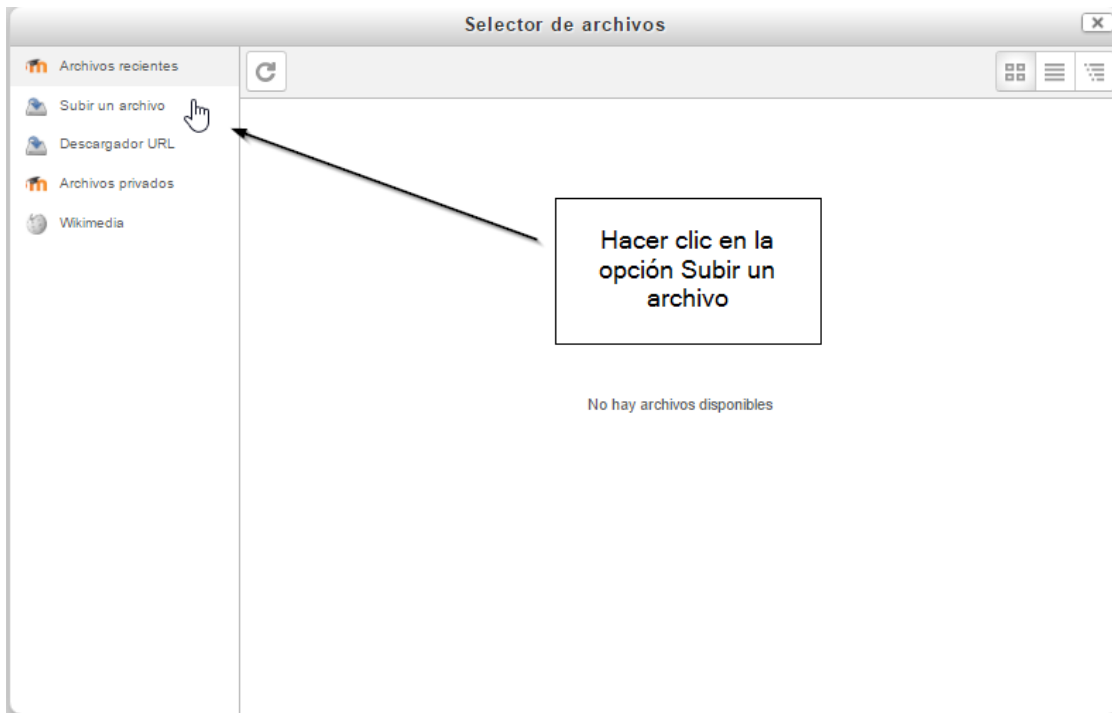 Selector de archivos
Archivos recientes
Subir un archivo
Descargador URL
Archivos privados
Wikimedia
Hacer clic en la
opción Subir un
archivo
No hay archivos disponibles